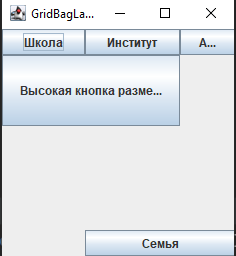 GridBagLa...
Школа Институт А...
Высокая кнопка разме...
Семья